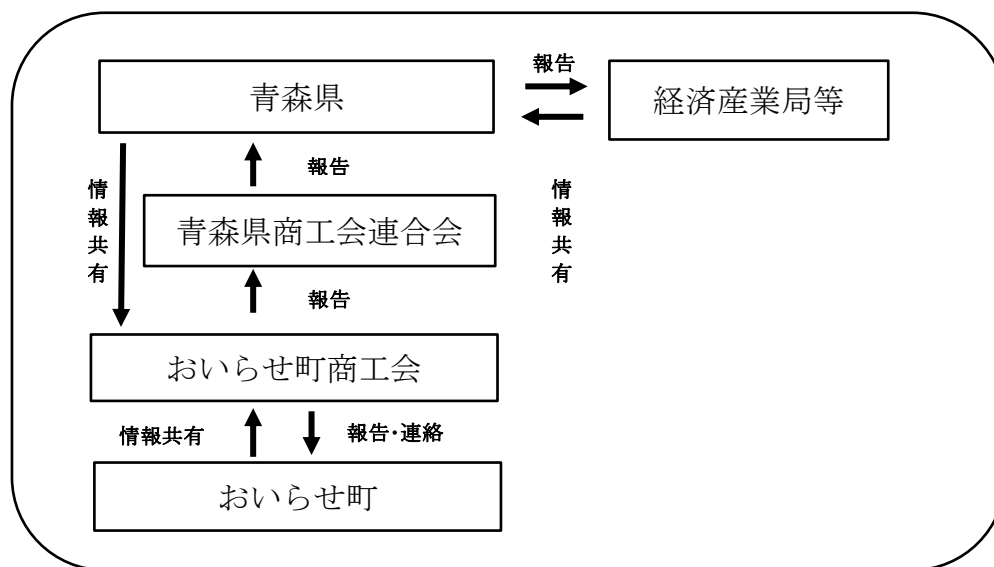 青森県
報告
経済産業局等
情報共有
報告
青森県商工会連合会
情報共有
報告
おいらせ町商工会
情報共有
報告・連絡
おいらせ町